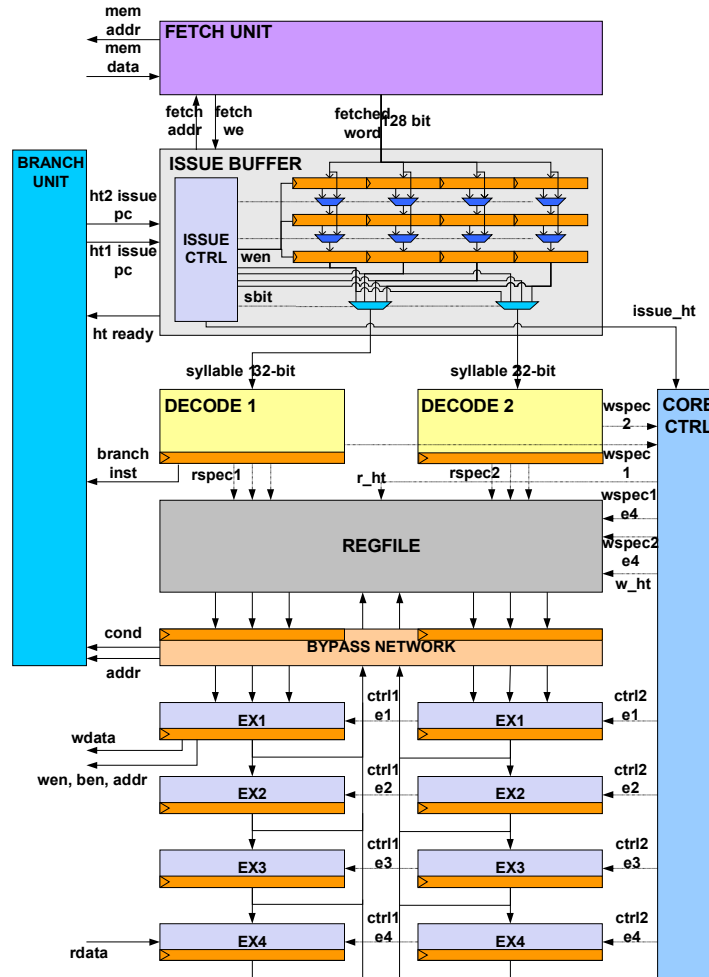 mem
addr
mem
data
FETCH UNIT
fetch
addr
fetch
we
fetched
word
128 bit
BRANCH
UNIT
ISSUE BUFFER
ht2 issue
pc
ht1 issue
pc
ISSUE
CTRL
wen
sbit
ht ready
issue_ht
syllable 1
32-bit
syllable 2
32-bit
DECODE 1
DECODE 2
wspec
2
CORE
CTRL
branch
inst
rspec1
r_ht
rspec2
wspec
1
wspec1
e4
REGFILE
wspec2
e4
w_ht
cond
BYPASS NETWORK
addr
EX1
ctrl1
e1
EX1
ctrl2
e1
wdata
wen, ben, addr
EX2
ctrl1
e2
EX2
ctrl2
e2
EX3
ctrl1
e3
EX3
ctrl2
e3
rdata
EX4
ctrl1
e4
EX4
ctrl2
e4